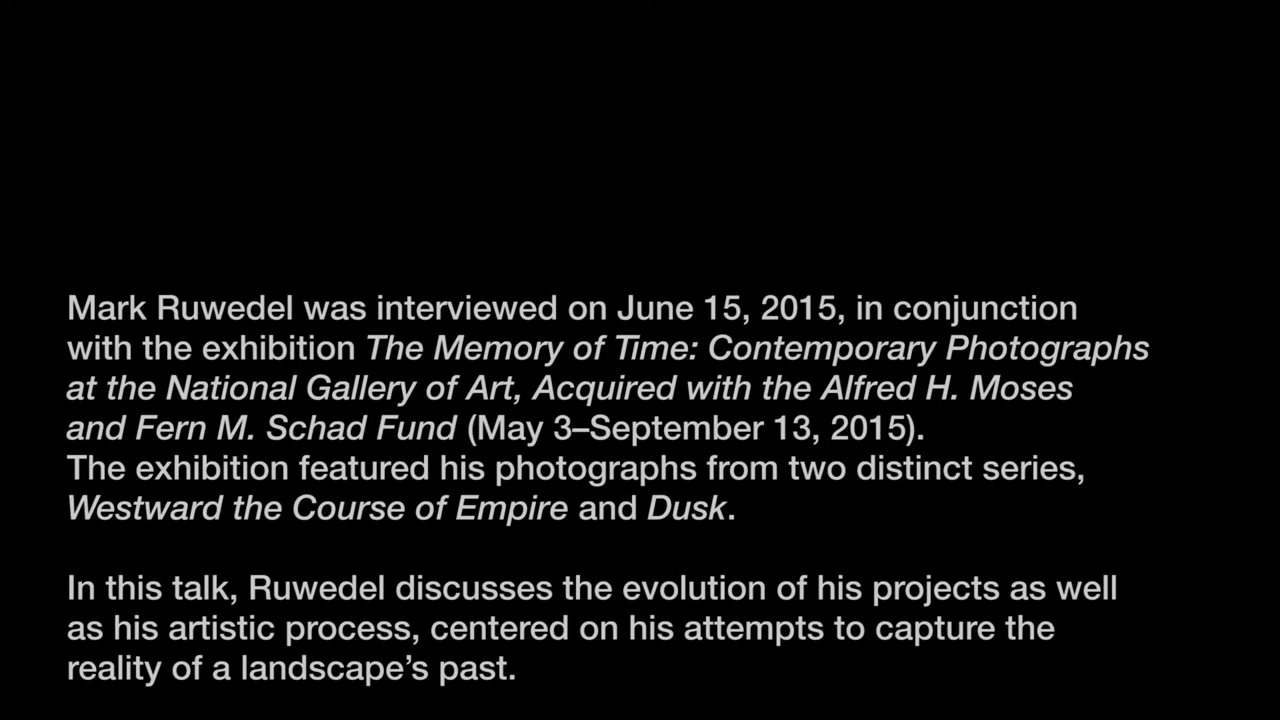 Mark Ruwedel was interviewed on June 15, 2015, in conjunction
with the exhibition The Memory of Time: Contemporary Photographs
at the National Gallery of Art, Acquired with the Alfred H. Moses
and Fern M. Schad Fund (May 3–September 13, 2015).
The exhibition featured his photographs from two distinct series,
Westward the Course of Empire and Dusk.
In this talk, Ruwedel discusses the evolution of his projects as well
as his artistic process, centered on his attempts to capture the
reality of a landscape’s past.